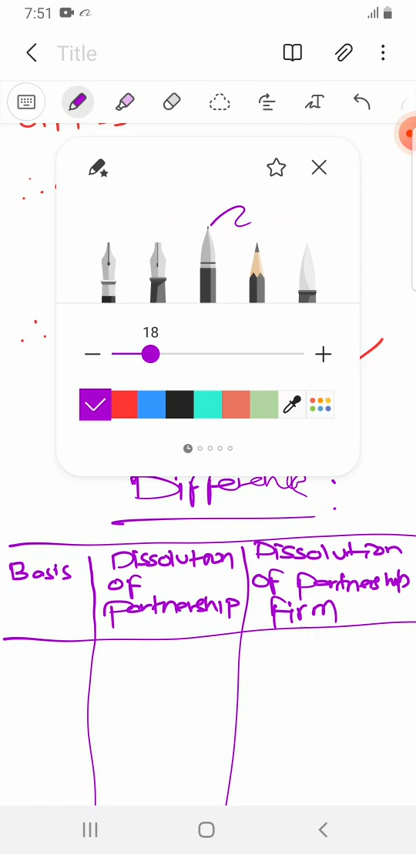 7:51
Title
18
Difference :
Basis
Dissolution
of
partnership
Dissolution
of partnership
firm